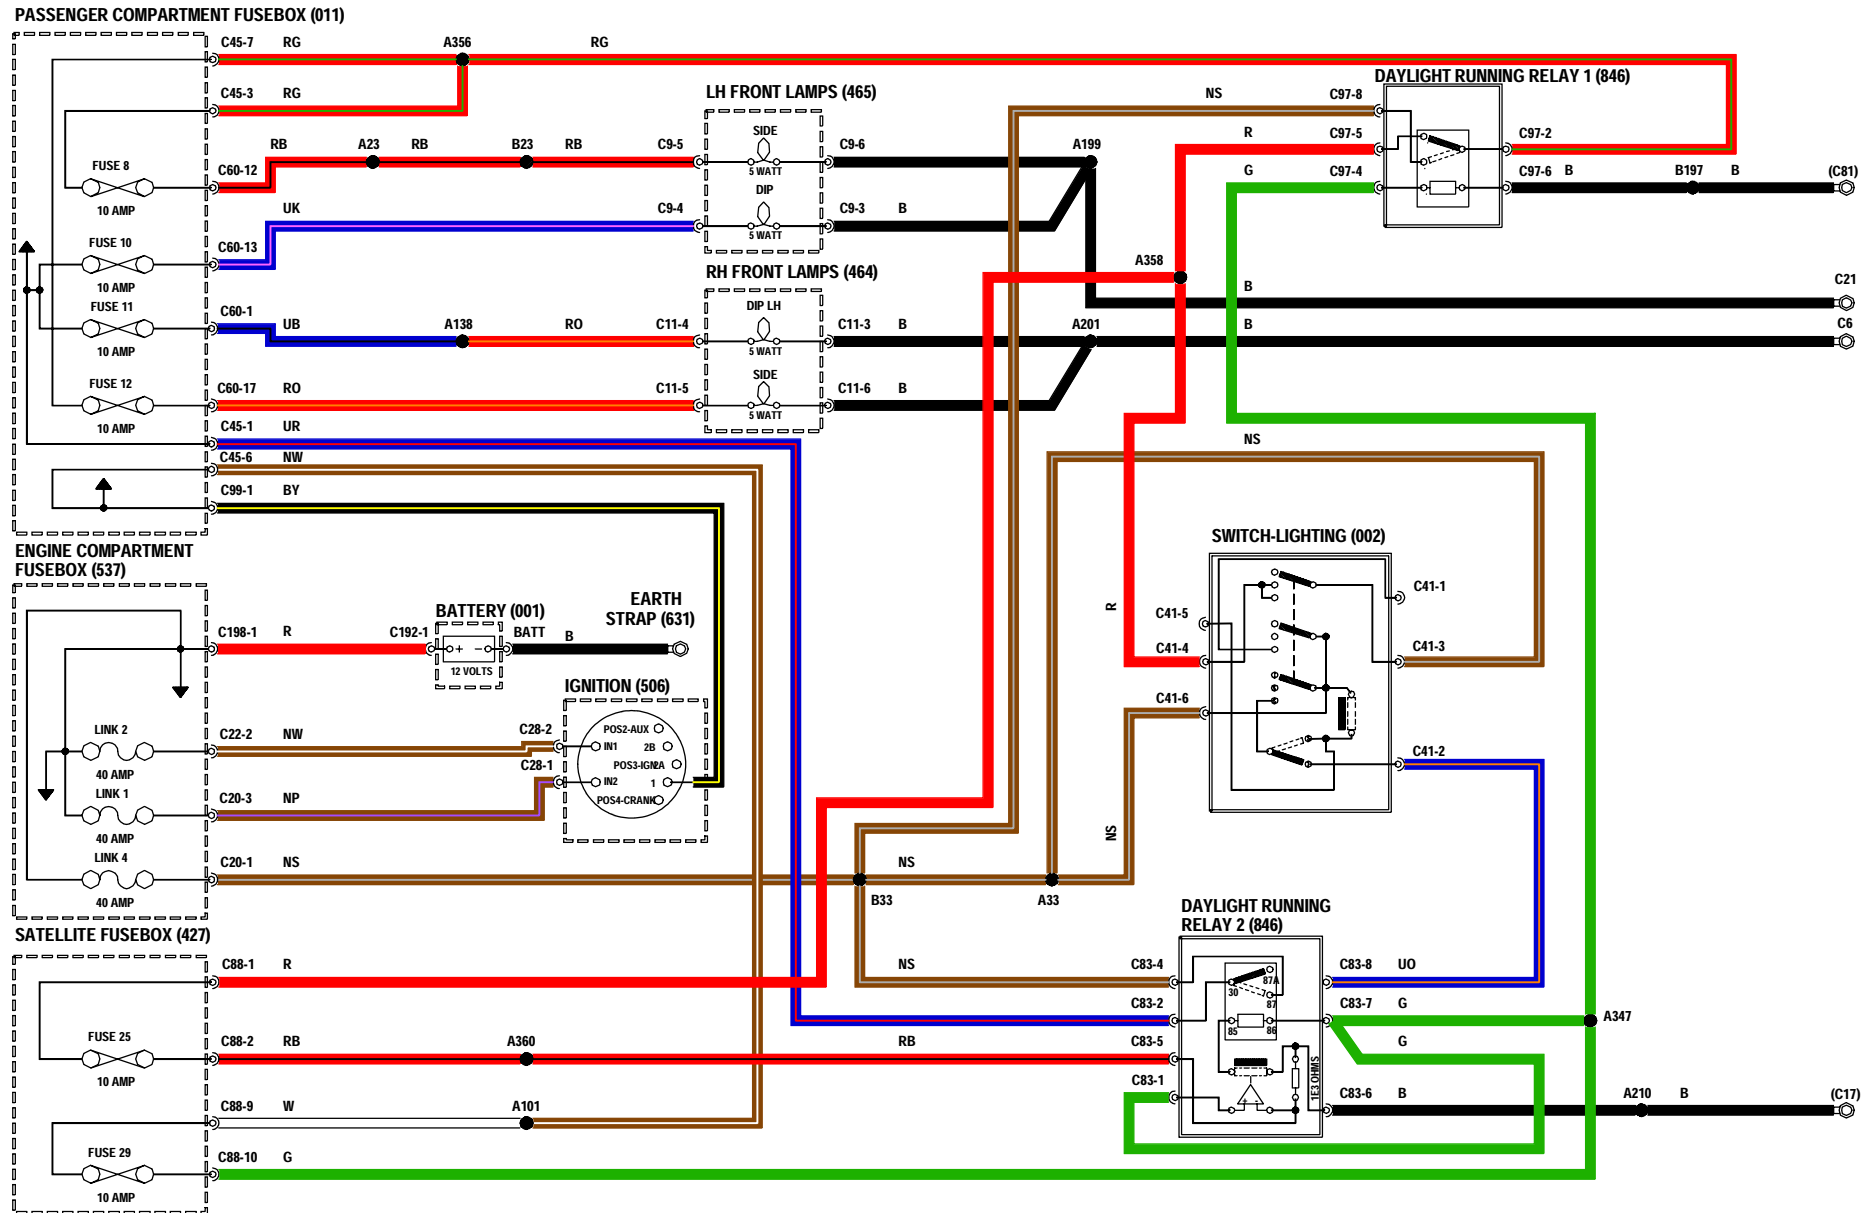 PASSENGER COMPARTMENT FUSEBOX (011)
C45-7 RG A356 RG
C45-3 RG
LH FRONT LAMPS (465)
DAYLIGHT RUNNING RELAY 1 (846)
NS C97-8
RB A23 RB B23 RB C9-5 SIDE C9-6 A199 R C97-5 C97-2
5 WATT
FUSE 8 C60-12 G C97-4 C97-6 B B197 B (C81)
10 AMP
DIP
UK C9-4 C9-3 B
5 WATT
FUSE 10 C60-13
10 AMP
RH FRONT LAMPS (464)
A358
B C21
FUSE 11 C60-1 DIP LH
UB A138 RO C11-4 C11-3 B A201 B C6
10 AMP
5 WATT
FUSE 12 C60-17 RO C11-5 SIDE C11-6 B
5 WATT
10 AMP
C45-1 UR NS
C45-6 NW
C99-1 BY
ENGINE COMPARTMENT
FUSEBOX (537)
SWITCH-LIGHTING (002)
C41-1
C41-5
R
C41-4 C41-3
C41-6
NS
C41-2
BATTERY (001)
EARTH
STRAP (631)
C198-1 R C192-1 BATT B
+ -
12 VOLTS
IGNITION (506)
LINK 2 C22-2 NW C28-2 POS2-AUX
IN1 2B
40 AMP
C28-1 POS3-IGN 2A
LINK 1 C20-3 NP IN2 1
POS4-CRANK
40 AMP
LINK 4 C20-1 NS NS
40 AMP
B33 A33
SATELLITE FUSEBOX (427)
DAYLIGHT RUNNING
RELAY 2 (846)
C88-1 R NS C83-4 C83-8 UO
87A
30 87
C83-2 C83-7 G A347
85 86
FUSE 25 C88-2 RB A360 RB C83-5 G
10 AMP
C83-1 1E3 OHMS
+ -
C88-9 W A101 C83-6 B A210 B (C17)
FUSE 29 C88-10 G
10 AMP